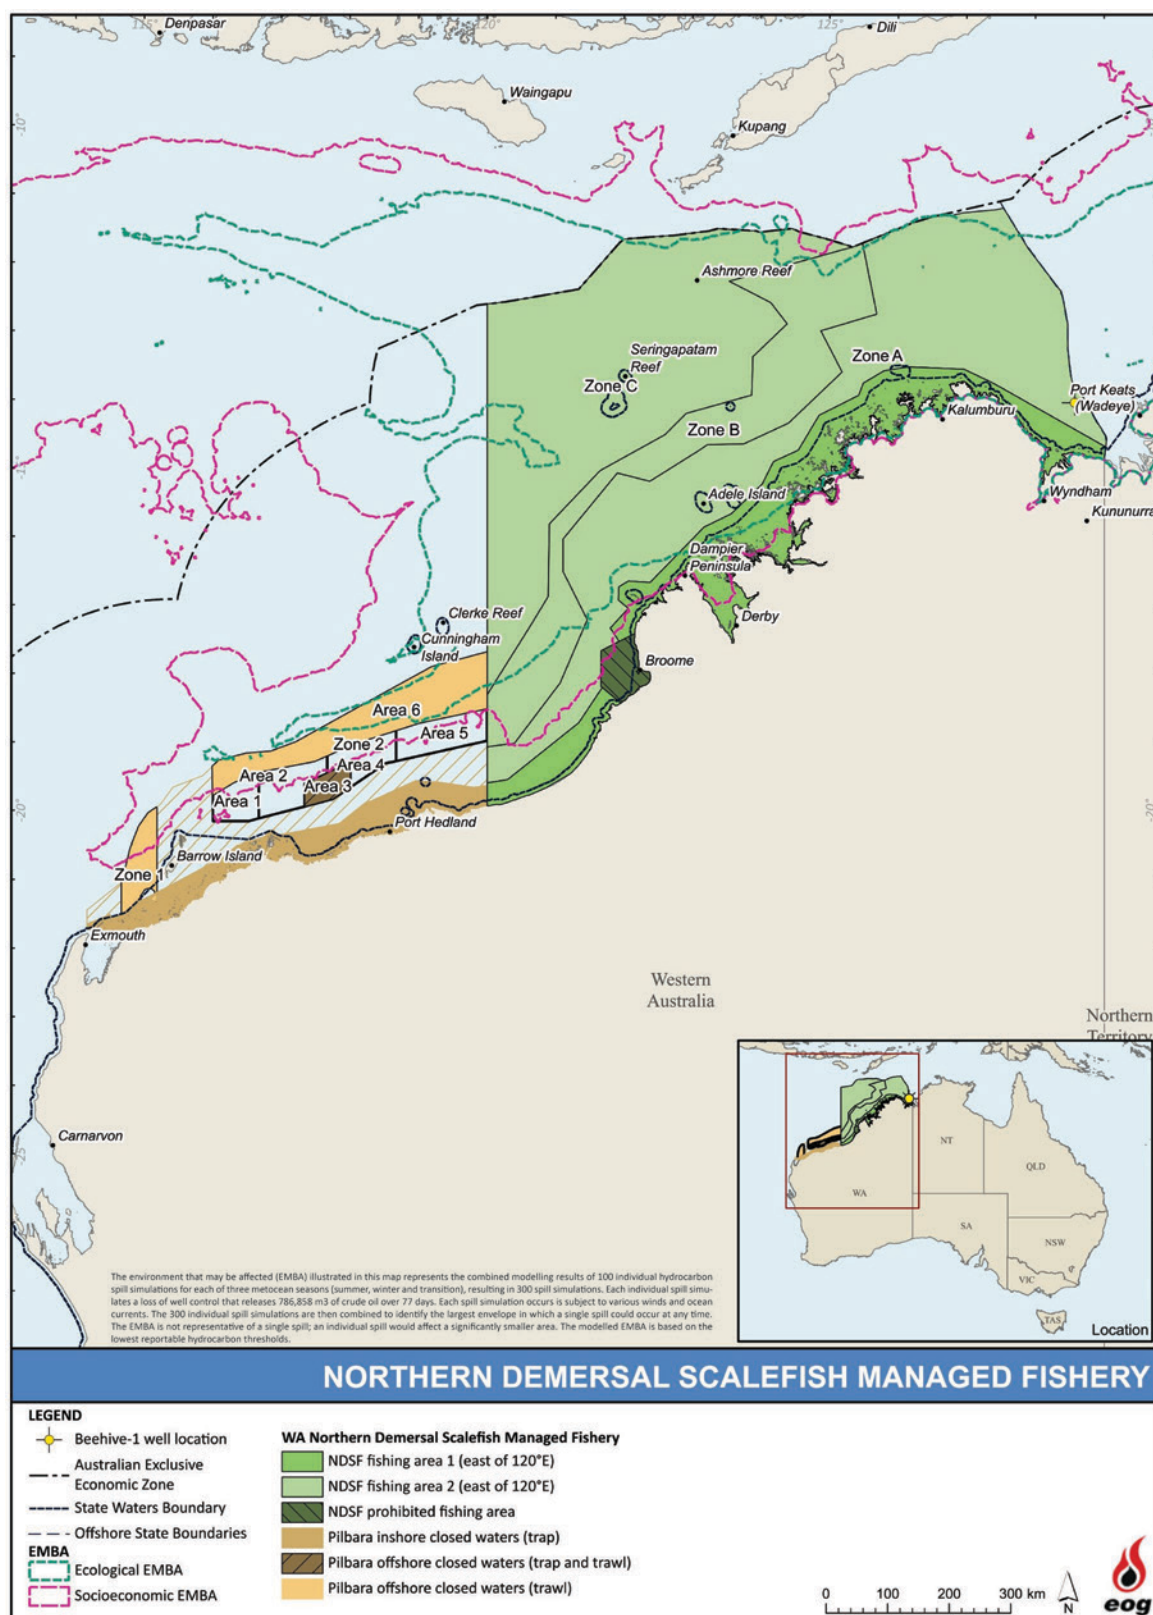 115°
120°
125°
Denpasar
Dili
Waingapu
-10°
Kupang
Ashmore Reef
Seringapatam
Reef
Zone C
Zone A
Port Keats
(Wadeye)
Kalumburu
Zone B
-15°
Adele Island
Wyndham
Kununurra
Dampier
Peninsula
Clerke Reef
Derby
Cunningham
Island
Broome
Area 6
Area 5
Zone 2
Area 2
Area 4
Area 3
Area 1
-20°
-20°
Port Hedland
Barrow Island
Zone 1
Exmouth
Western
Australia
Northern
Territory
Carnarvon
-25°
NT
QLD
WA
SA
NSW
VIC
TAS
Location
The environment that may be affected (EMBA) illustrated in this map represents the combined modelling results of 100 individual hydrocarbon
spill simulations for each of three metocean seasons (summer, winter and transition), resulting in 300 spill simulations. Each individual spill simu-
lates a loss of well control that releases 786,858 m3 of crude oil over 77 days. Each spill simulation occurs is subject to various winds and ocean
currents. The 300 individual spill simulations are then combined to identify the largest envelope in which a single spill could occur at any time.
The EMBA is not representative of a single spill; an individual spill would affect a significantly smaller area. The modelled EMBA is based on the
lowest reportable hydrocarbon thresholds.
NORTHERN DEMERSAL SCALEFISH MANAGED FISHERY
LEGEND
Beehive-1 well location
Australian Exclusive
Economic Zone
State Waters Boundary
Offshore State Boundaries
EMBA
Ecological EMBA
Socioeconomic EMBA
WA Northern Demersal Scalefish Managed Fishery
NDSF fishing area 1 (east of 120°E)
NDSF fishing area 2 (east of 120°E)
NDSF prohibited fishing area
Pilbara inshore closed waters (trap)
Pilbara offshore closed waters (trap and trawl)
Pilbara offshore closed waters (trawl)
0 100 200 300 km
N
eog